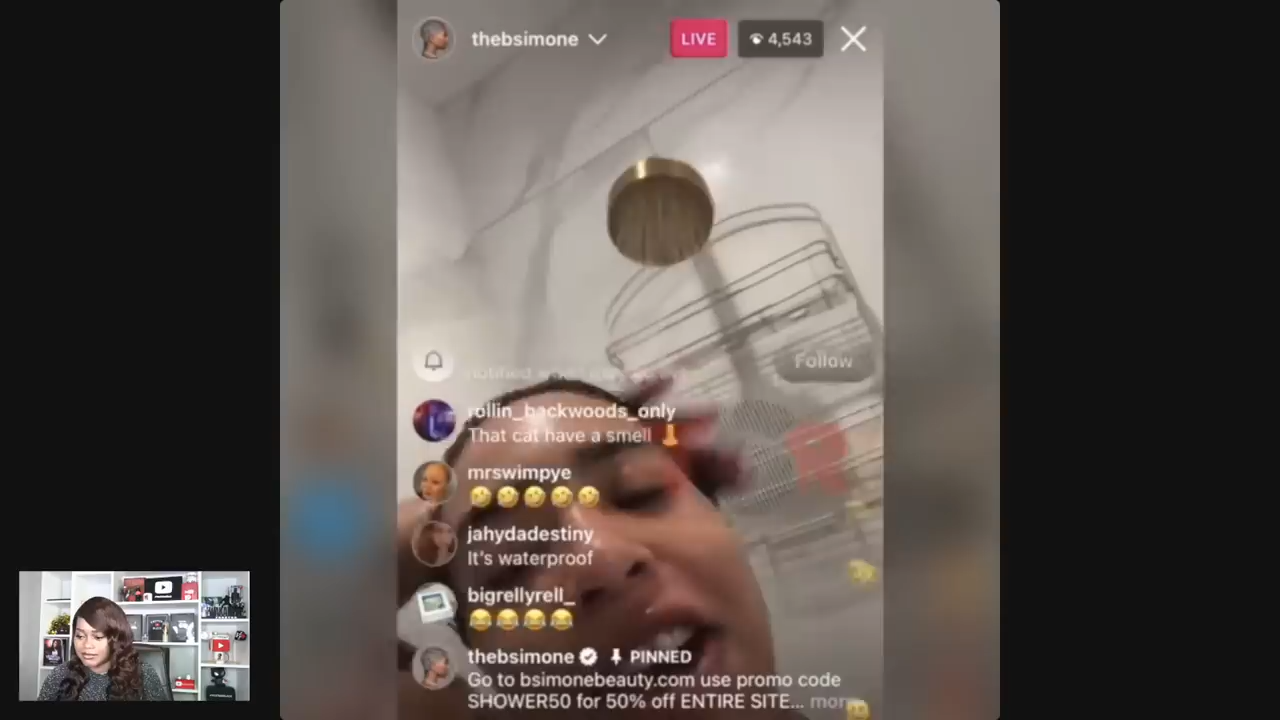 thebsimone
LIVE
4,543
Follow
rollin_backwoods_only
That cat have a smell 👃
mrswimpye
🤣🤣🤣🤣🤣
jahydadestiny
It's waterproof
bigrellyrell_
😂😂😂😂
thebsimone PINNED
Go to bsimonebeauty.com use promo code
SHOWER50 for 50% off ENTIRE SITE... more